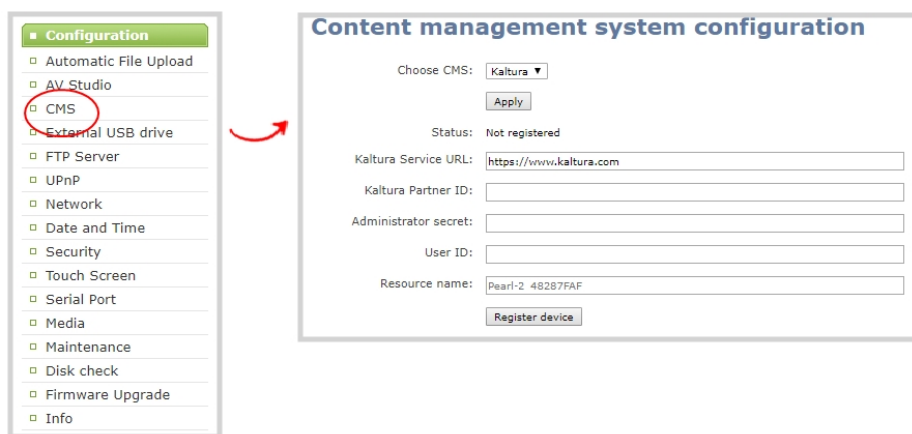 Configuration
Automatic File Upload
AV Studio
CMS
External USB drive
FTP Server
UPnP
Network
Date and Time
Security
Touch Screen
Serial Port
Media
Maintenance
Disk check
Firmware Upgrade
Info
Content management system configuration
Choose CMS: Kaltura ▼
Apply
Status: Not registered
Kaltura Service URL: https://www.kaltura.com
Kaltura Partner ID:
Administrator secret:
User ID:
Resource name: Pearl-2 48287FAF
Register device